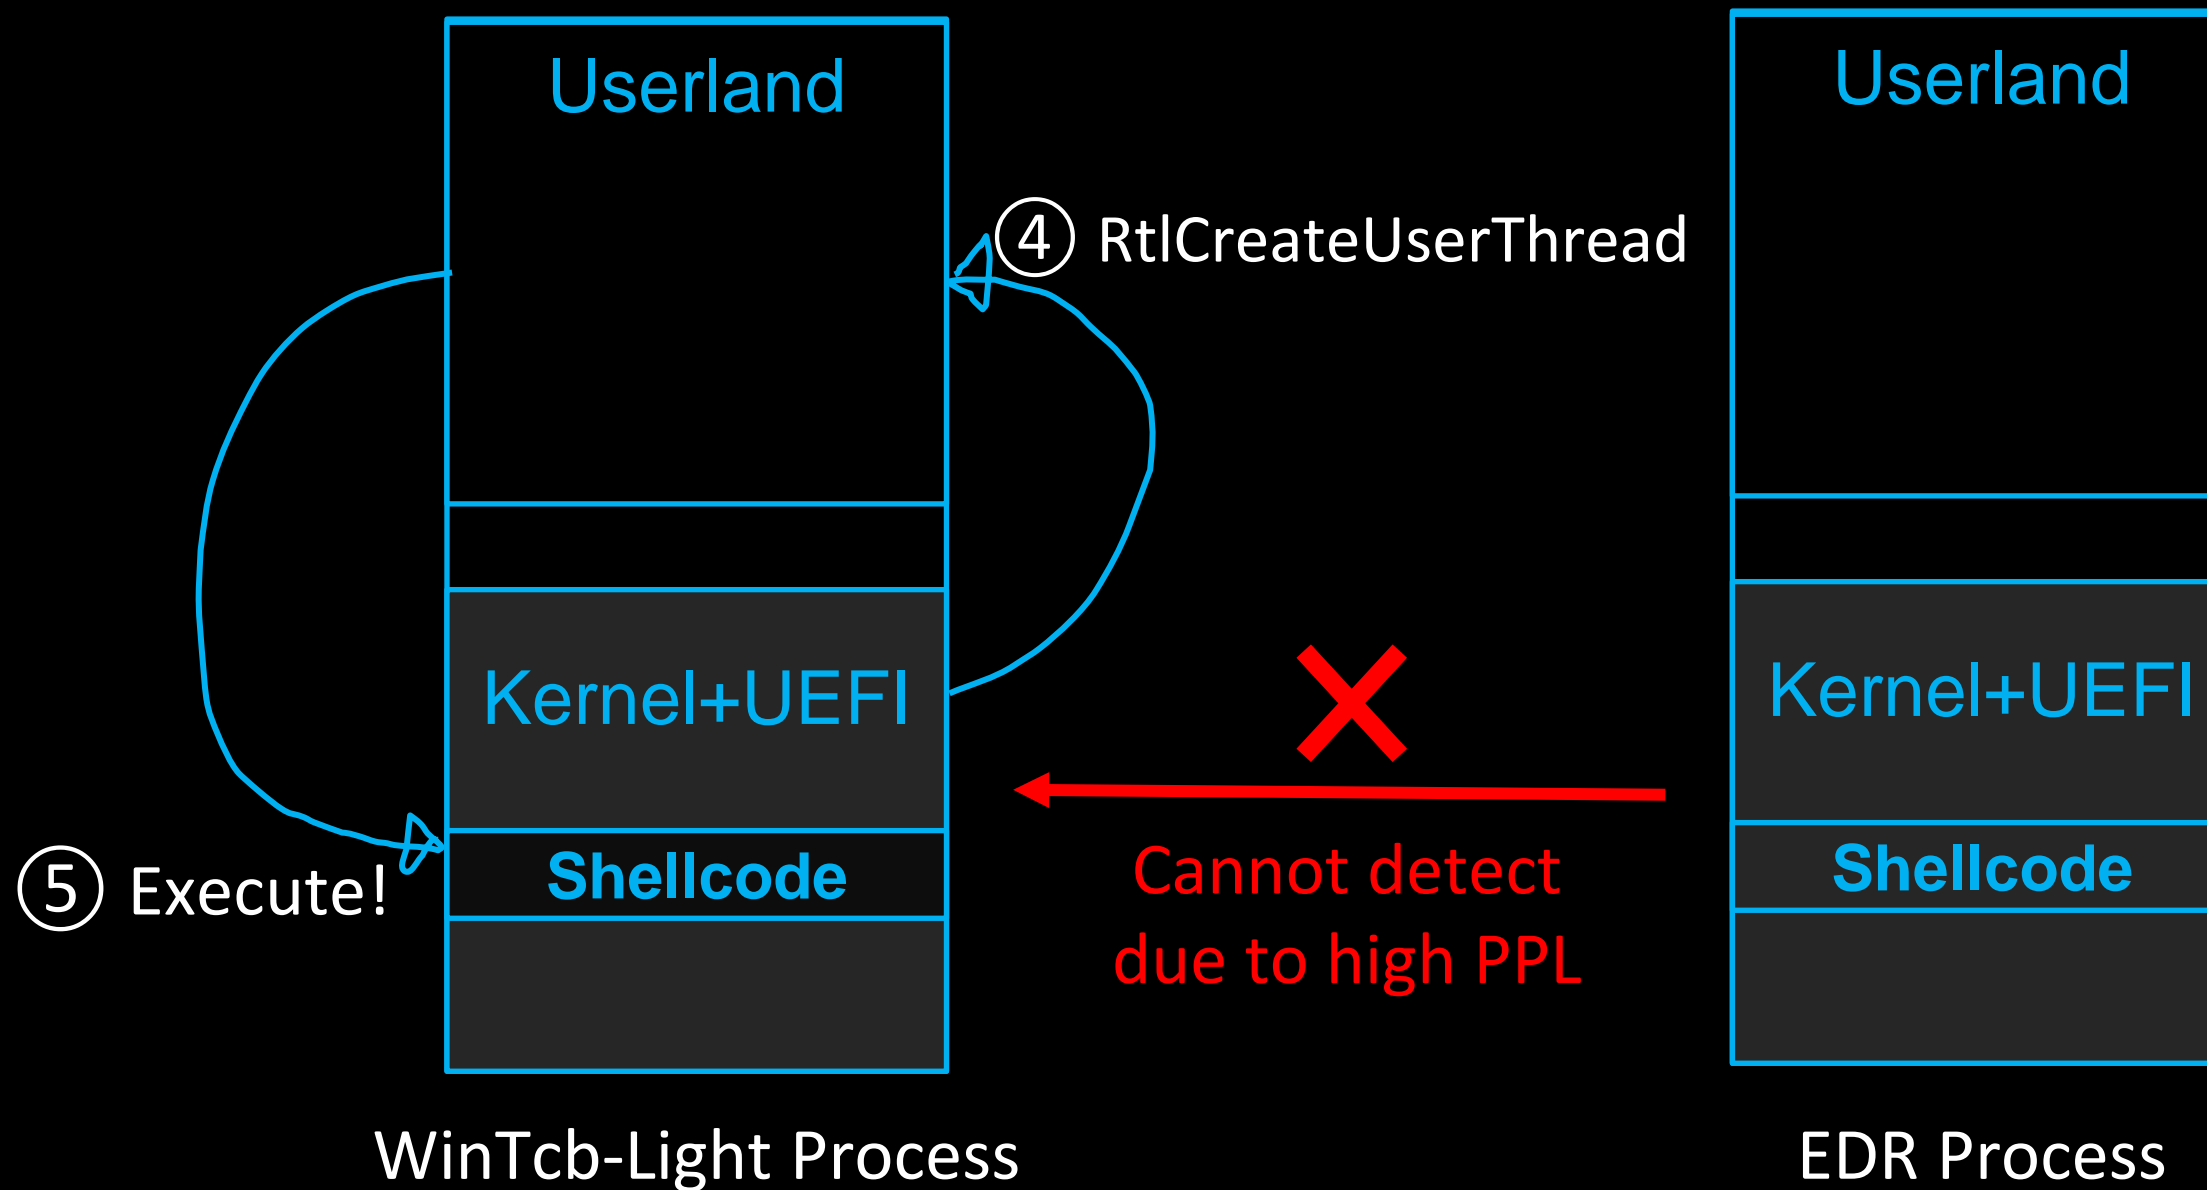 Userland
④ RtlCreateUserThread
Kernel+UEFI
Shellcode
⑤ Execute!
WinTcb-Light Process
Cannot detect
due to high PPL
Userland
Kernel+UEFI
Shellcode
EDR Process